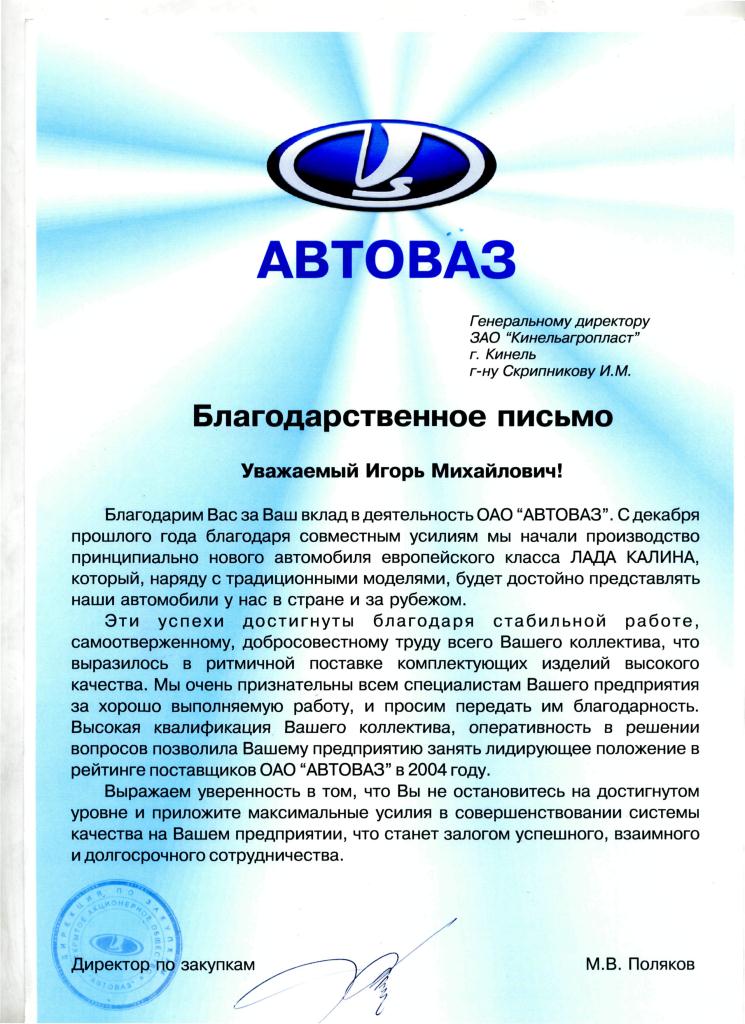 АВТОВАЗ
Генеральному директору
ЗАО "Кинельагропласт"
г. Кинель
г-ну Скрипникову И.М.
Благодарственное письмо
Уважаемый Игорь Михайлович!
Благодарим Вас за Ваш вклад в деятельность ОАО "АВТОВАЗ". С декабря
прошлого года благодаря совместным усилиям мы начали производство
принципиально нового автомобиля европейского класса ЛАДА КАЛИНА,
который, наряду с традиционными моделями, будет достойно представлять
наши автомобили у нас в стране и за рубежом.
Эти успехи достигнуты благодаря стабильной работе,
самоотверженному, добросовестному труду всего Вашего коллектива, что
выразилось в ритмичной поставке комплектующих изделий высокого
качества. Мы очень признательны всем специалистам Вашего предприятия
за хорошо выполняемую работу, и просим передать им благодарность.
Высокая квалификация Вашего коллектива, оперативность в решении
вопросов позволила Вашему предприятию занять лидирующее положение в
рейтинге поставщиков ОАО "АВТОВАЗ" в 2004 году.
Выражаем уверенность в том, что Вы не остановитесь на достигнутом
уровне и приложите максимальные усилия в совершенствовании системы
качества на Вашем предприятии, что станет залогом успешного, взаимного
и долгосрочного сотрудничества.
ДИРЕКЦИЯ ПО ЗАКУПКАМ
ОТКРЫТОЕ АКЦИОНЕРНОЕ ОБЩЕСТВО
"АВТОВАЗ"
Директор по закупкам
М.В. Поляков